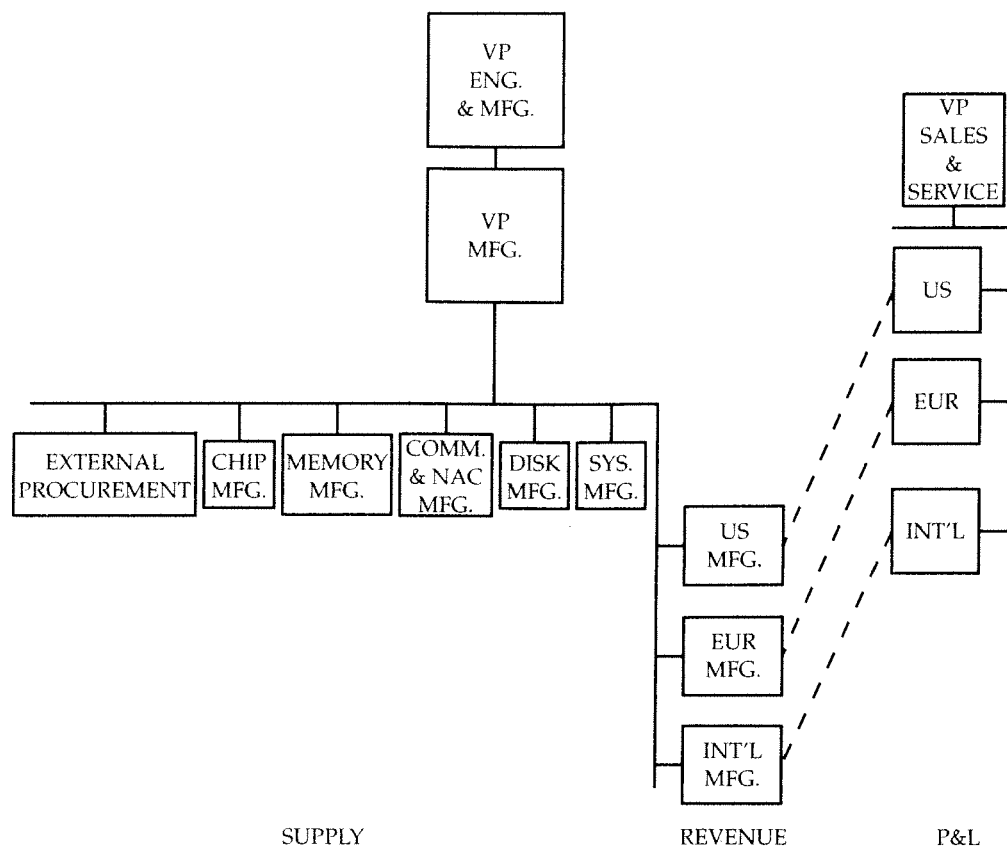 VP
ENG.
& MFG.
VP
MFG.
VP
SALES
&
SERVICE
US
EUR
INT'L
EXTERNAL
PROCUREMENT
CHIP
MFG.
MEMORY
MFG.
COMM.
& NAC
MFG.
DISK
MFG.
SYS.
MFG.
US
MFG.
EUR
MFG.
INT'L
MFG.
SUPPLY
REVENUE
P&L